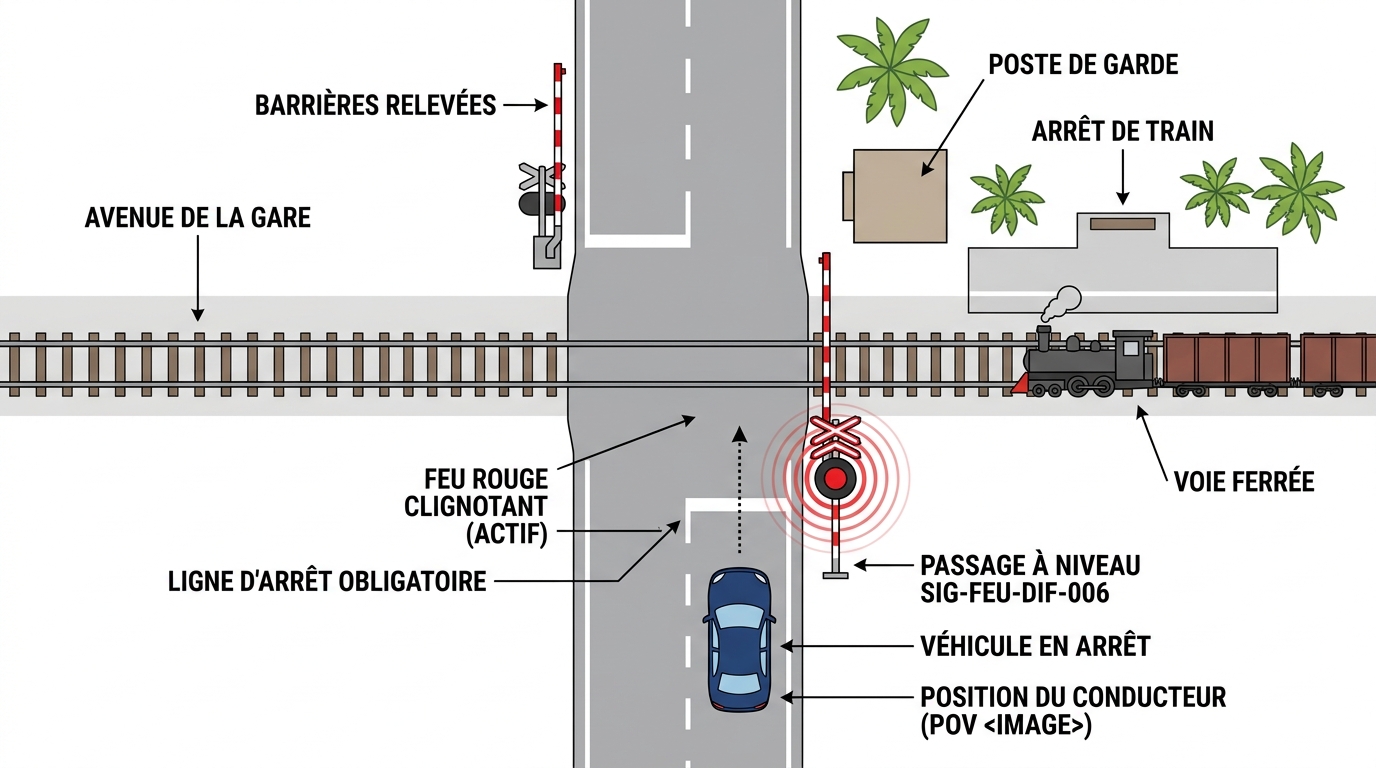 POSTE DE GARDE
BARRIÈRES RELEVÉES
ARRÊT DE TRAIN
AVENUE DE LA GARE
FEU ROUGE
CLIGNOTANT
(ACTIF)
VOIE FERRÉE
LIGNE D'ARRÊT OBLIGATOIRE
PASSAGE À NIVEAU
SIG-FEU-DIF-006
VÉHICULE EN ARRÊT
POSITION DU CONDUCTEUR
(POV <IMAGE>)